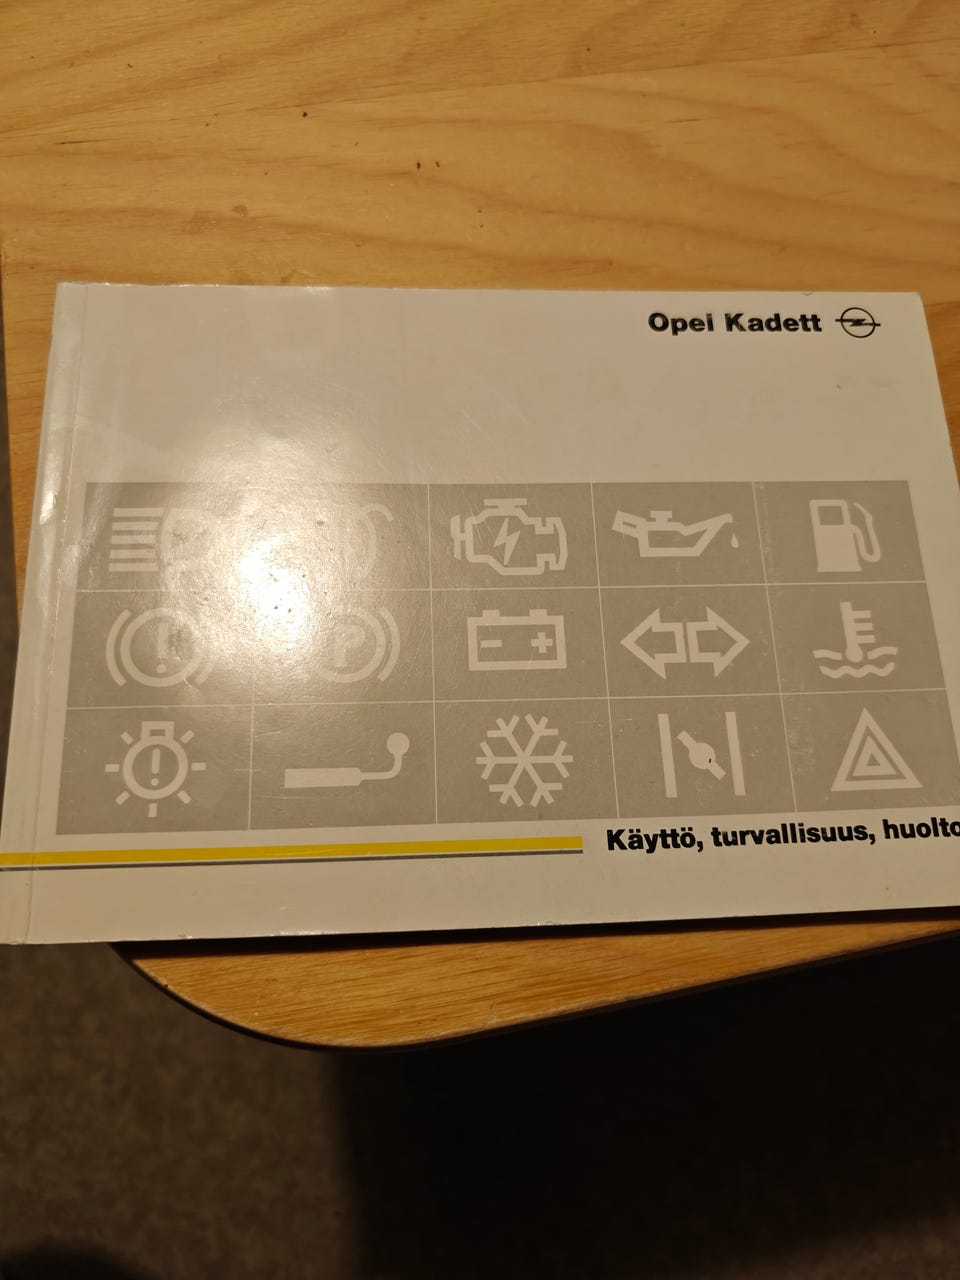 Opel Kadett
Käyttö, turvallisuus, huolto